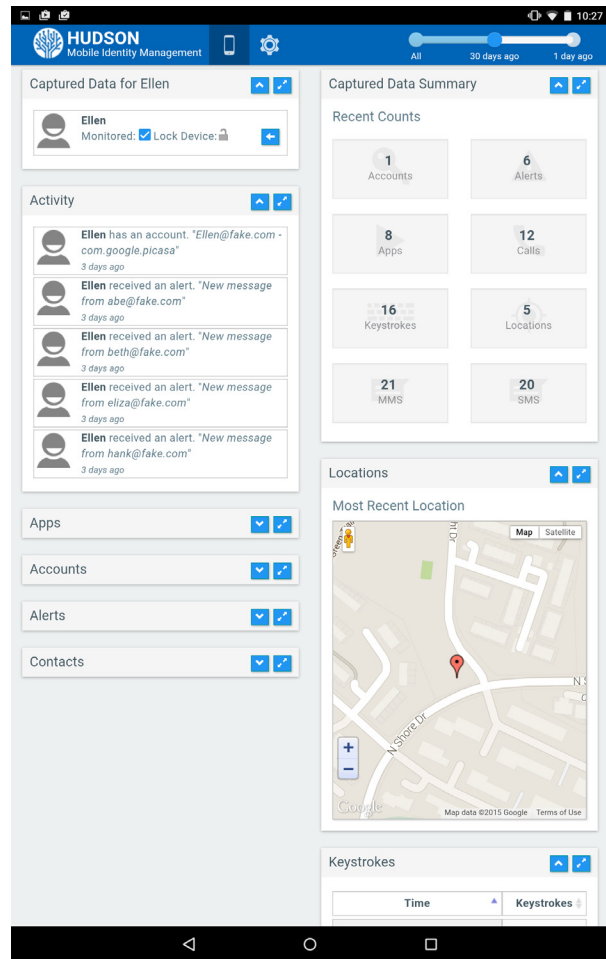 10:27
HUDSON
Mobile Identity Management
All
30 days ago
1 day ago
Captured Data for Ellen
Ellen
Monitored:
Lock Device:
Activity
Ellen has an account. "Ellen@fake.com -
com.google.picasa"
3 days ago
Ellen received an alert. "New message
from abe@fake.com"
3 days ago
Ellen received an alert. "New message
from beth@fake.com"
3 days ago
Ellen received an alert. "New message
from eliza@fake.com"
3 days ago
Ellen received an alert. "New message
from hank@fake.com"
3 days ago
Apps
Accounts
Alerts
Contacts
Captured Data Summary
Recent Counts
1
Accounts
6
Alerts
8
Apps
12
Calls
16
Keystrokes
5
Locations
21
MMS
20
SMS
Locations
Most Recent Location
Map
Satellite
ht Dr
N Shore Dr
+
−
Google
Map data ©2015 Google
Terms of Use
Keystrokes
Time
Keystrokes